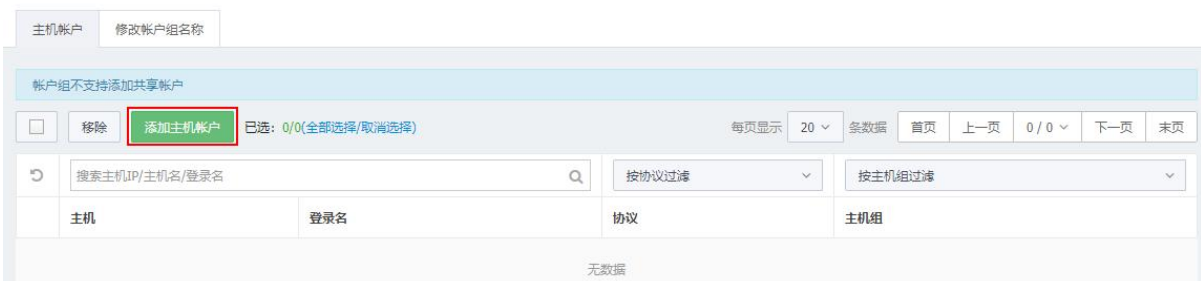 主机帐户 修改帐户组名称
帐户组不支持添加共享帐户
移除 添加主机帐户 已选：0/0(全部选择/取消选择) 每页显示 20 条数据 首页 上一页 0 / 0 下一页 末页
搜索主机IP/主机名/登录名 按协议过滤 按主机组过滤
主机 登录名 协议 主机组
无数据